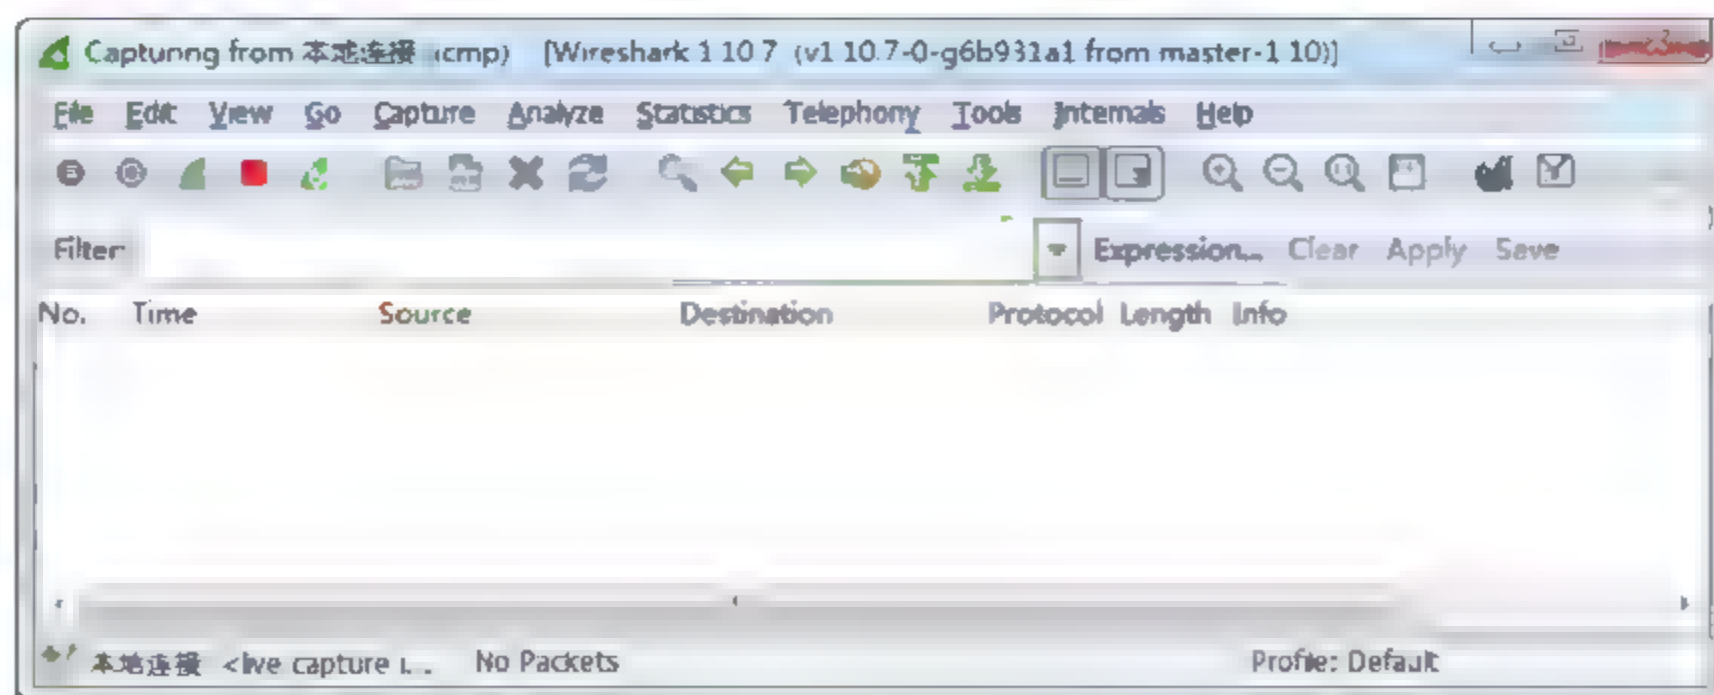 Capturing from 本地连接 (icmp) [Wireshark 1.10.7 (v1.10.7-0-g6b931a1 from master-1.10)]
File Edit View Go Capture Analyze Statistics Telephony Tools Internals Help
Filter: Expression... Clear Apply Save
No. Time Source Destination Protocol Length Info
本地连接 <live capture i... No Packets Profile: Default